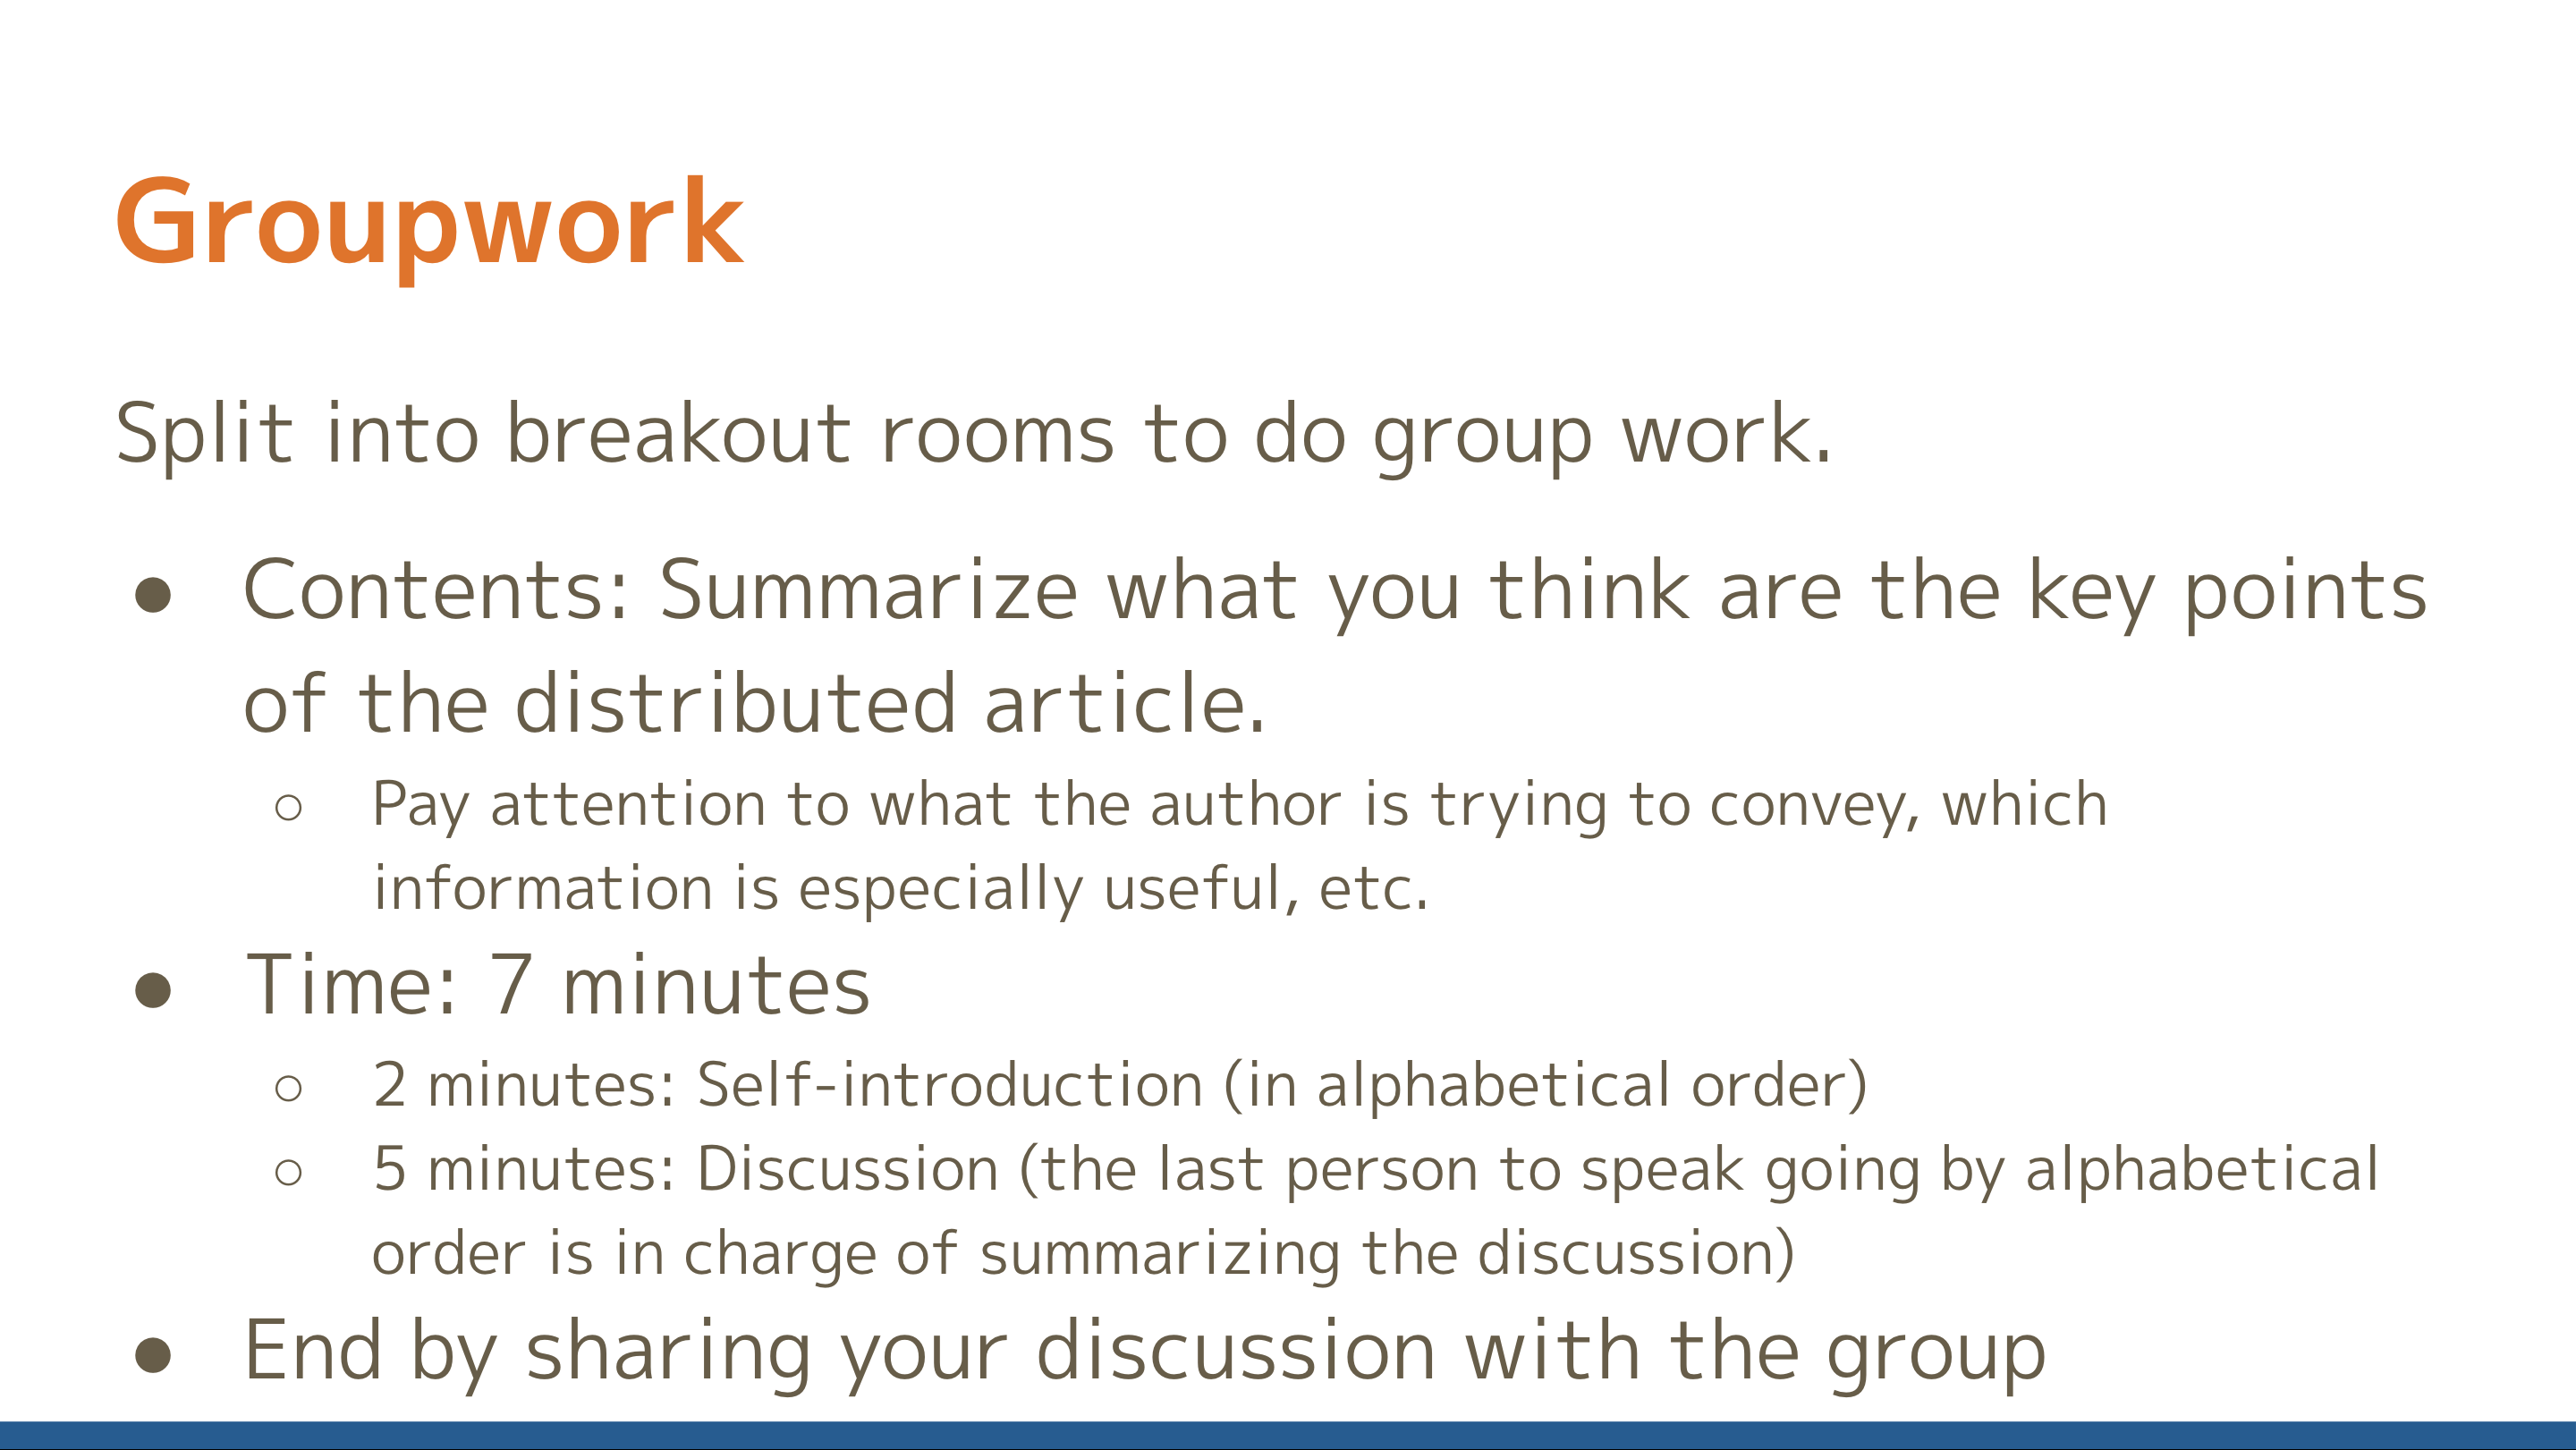 Groupwork
Split into breakout rooms to do group work.
● Contents: Summarize what you think are the key points
of the distributed article.
○ Pay attention to what the author is trying to convey, which
information is especially useful, etc.
● Time: 7 minutes
○ 2 minutes: Self-introduction (in alphabetical order)
○ 5 minutes: Discussion (the last person to speak going by alphabetical
order is in charge of summarizing the discussion)
● End by sharing your discussion with the group